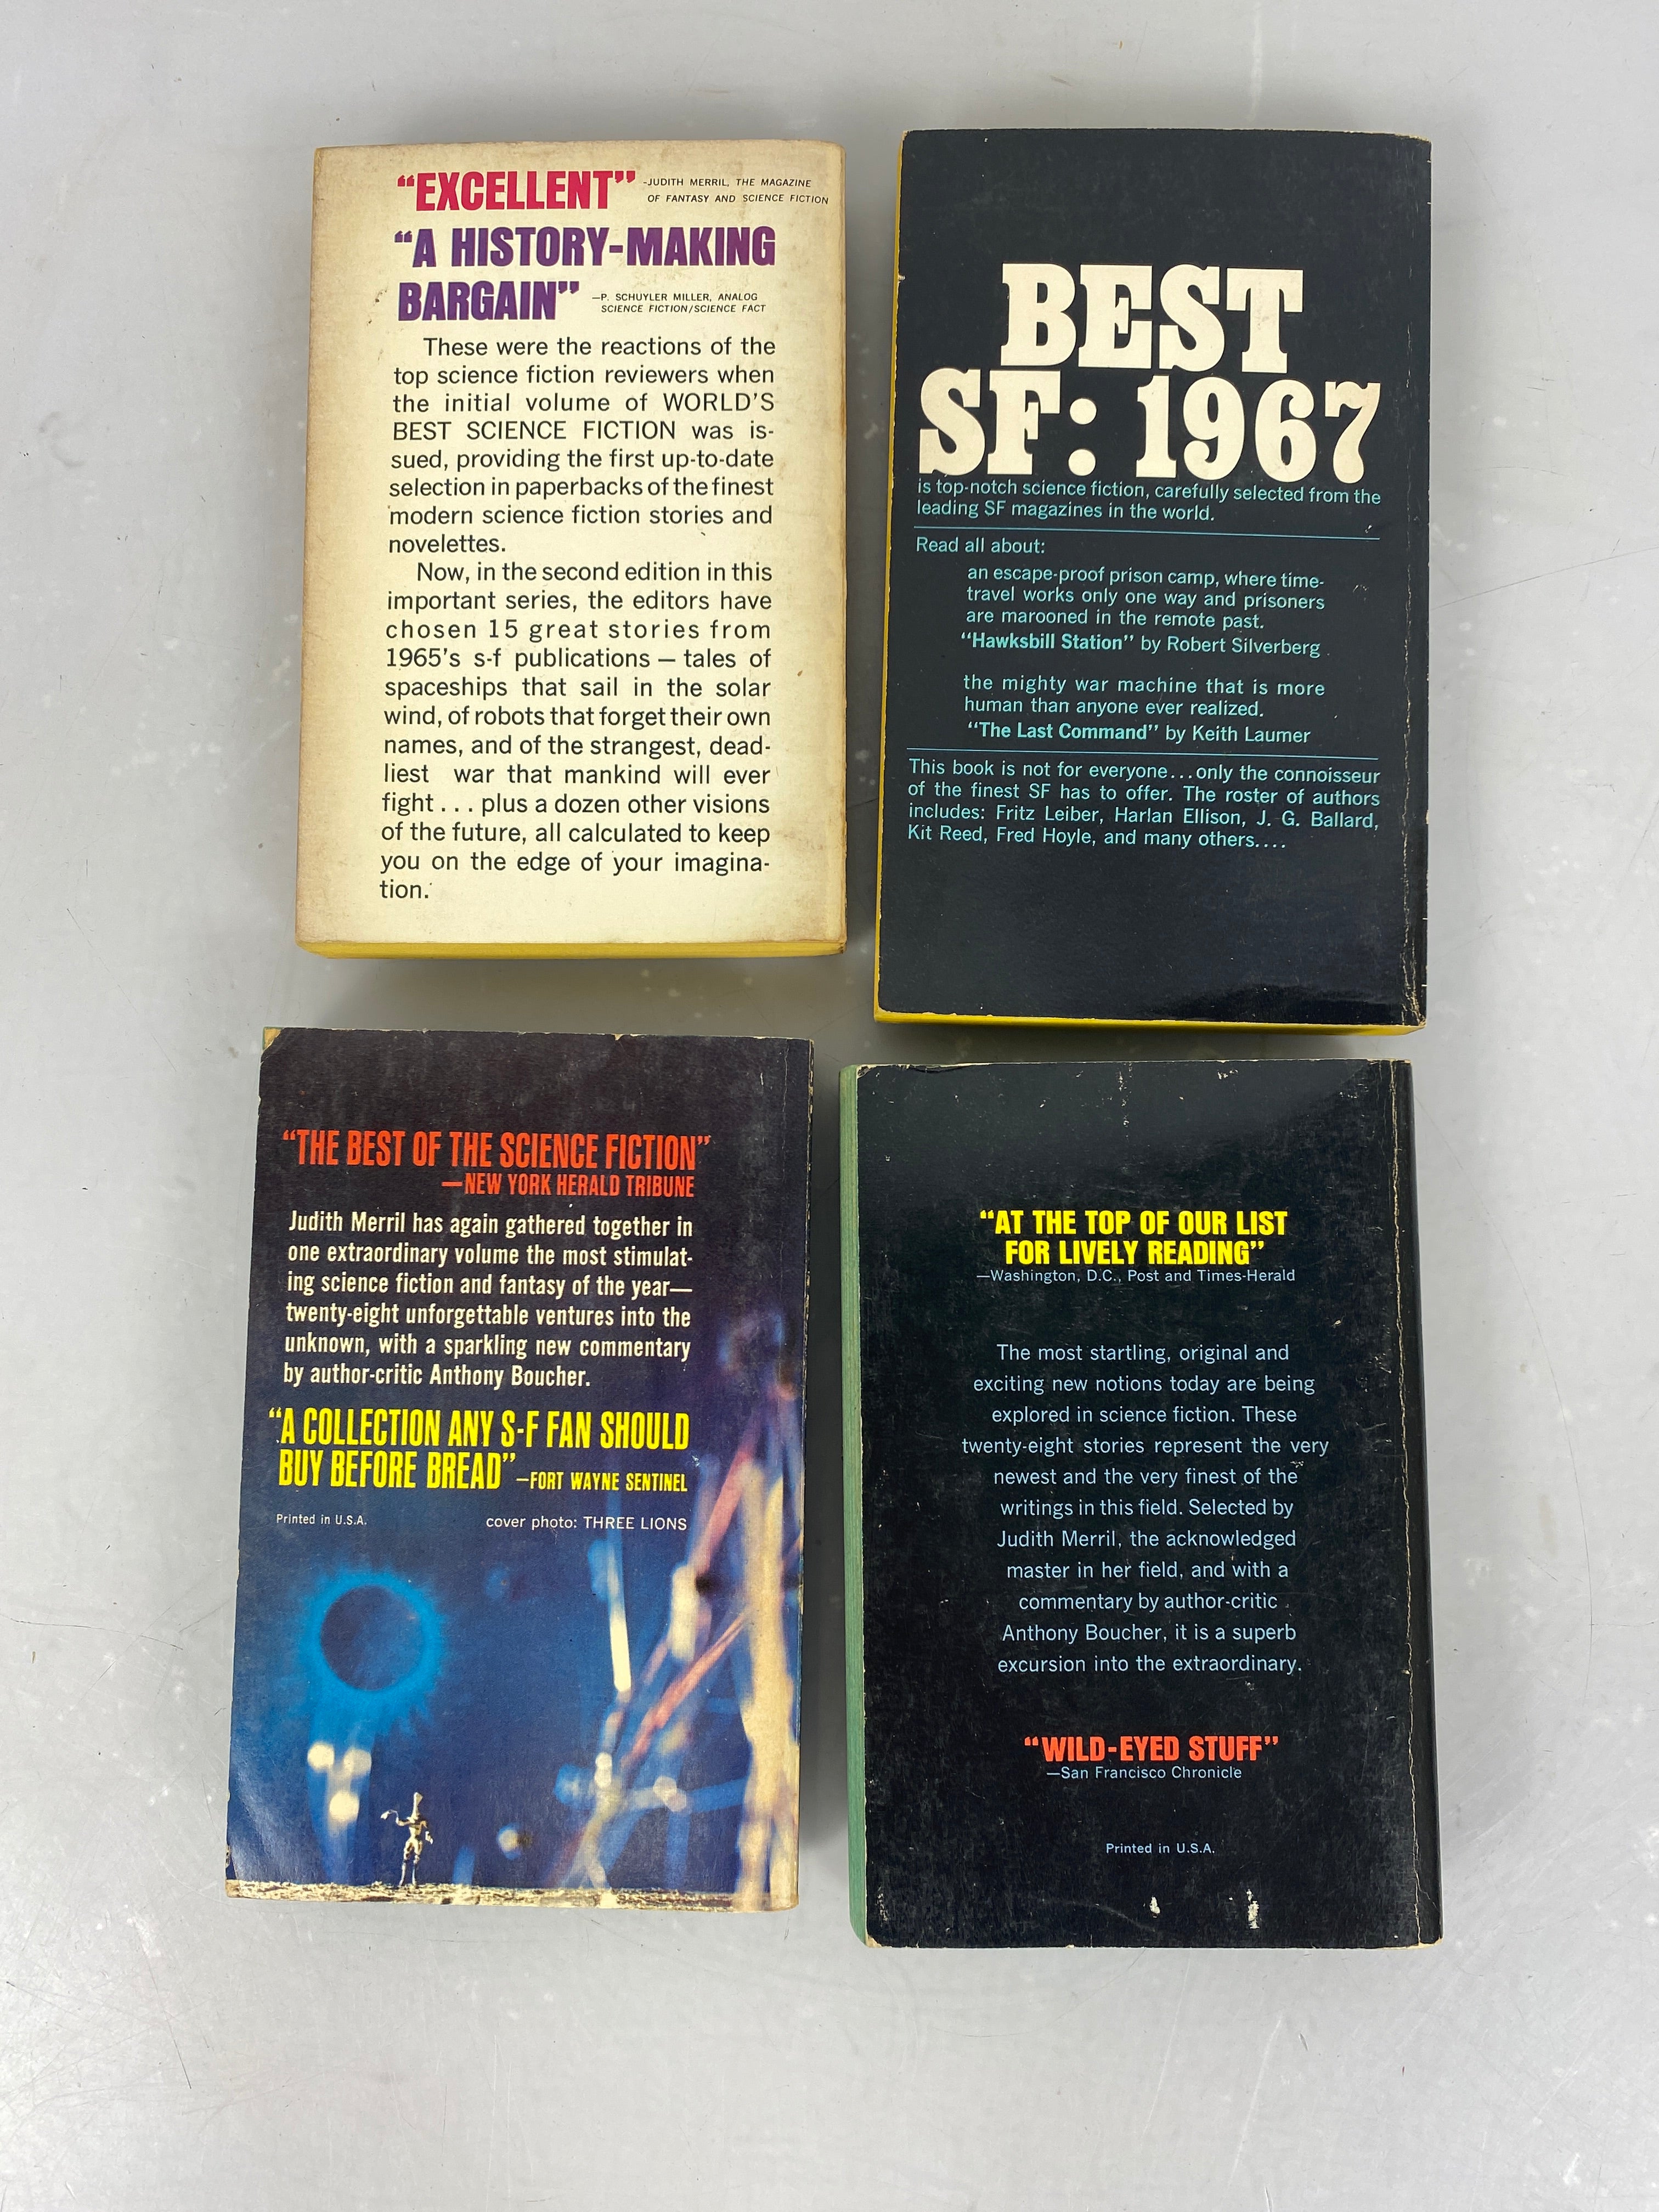 “EXCELLENT” -JUDITH MERRIL, THE MAGAZINE
OF FANTASY AND SCIENCE FICTION
“A HISTORY-MAKING
BARGAIN” —P. SCHUYLER MILLER, ANALOG
SCIENCE FICTION/SCIENCE FACT
These were the reactions of the
top science fiction reviewers when
the initial volume of WORLD’S
BEST SCIENCE FICTION was is-
sued, providing the first up-to-date
selection in paperbacks of the finest
modern science fiction stories and
novelettes.
Now, in the second edition in this
important series, the editors have
chosen 15 great stories from
1965’s s-f publications — tales of
spaceships that sail in the solar
wind, of robots that forget their own
names, and of the strangest, dead-
liest war that mankind will ever
fight . . . plus a dozen other visions
of the future, all calculated to keep
you on the edge of your imagina-
tion.
BEST
SF: 1967
is top-notch science fiction, carefully selected from the
leading SF magazines in the world.
Read all about:
an escape-proof prison camp, where time-
travel works only one way and prisoners
are marooned in the remote past.
“Hawksbill Station” by Robert Silverberg
the mighty war machine that is more
human than anyone ever realized.
“The Last Command” by Keith Laumer
This book is not for everyone...only the connoisseur
of the finest SF has to offer. The roster of authors
includes: Fritz Leiber, Harlan Ellison, J. G. Ballard,
Kit Reed, Fred Hoyle, and many others....
“THE BEST OF THE SCIENCE FICTION”
—NEW YORK HERALD TRIBUNE
Judith Merril has again gathered together in
one extraordinary volume the most stimulat-
ing science fiction and fantasy of the year—
twenty-eight unforgettable ventures into the
unknown, with a sparkling new commentary
by author-critic Anthony Boucher.
“A COLLECTION ANY S-F FAN SHOULD
BUY BEFORE BREAD” —FORT WAYNE SENTINEL
Printed in U.S.A. cover photo: THREE LIONS
“AT THE TOP OF OUR LIST
FOR LIVELY READING”
—Washington, D.C., Post and Times-Herald
The most startling, original and
exciting new notions today are being
explored in science fiction. These
twenty-eight stories represent the very
newest and the very finest of the
writings in this field. Selected by
Judith Merril, the acknowledged
master in her field, and with a
commentary by author-critic
Anthony Boucher, it is a superb
excursion into the extraordinary.
“WILD-EYED STUFF”
—San Francisco Chronicle
Printed in U.S.A.